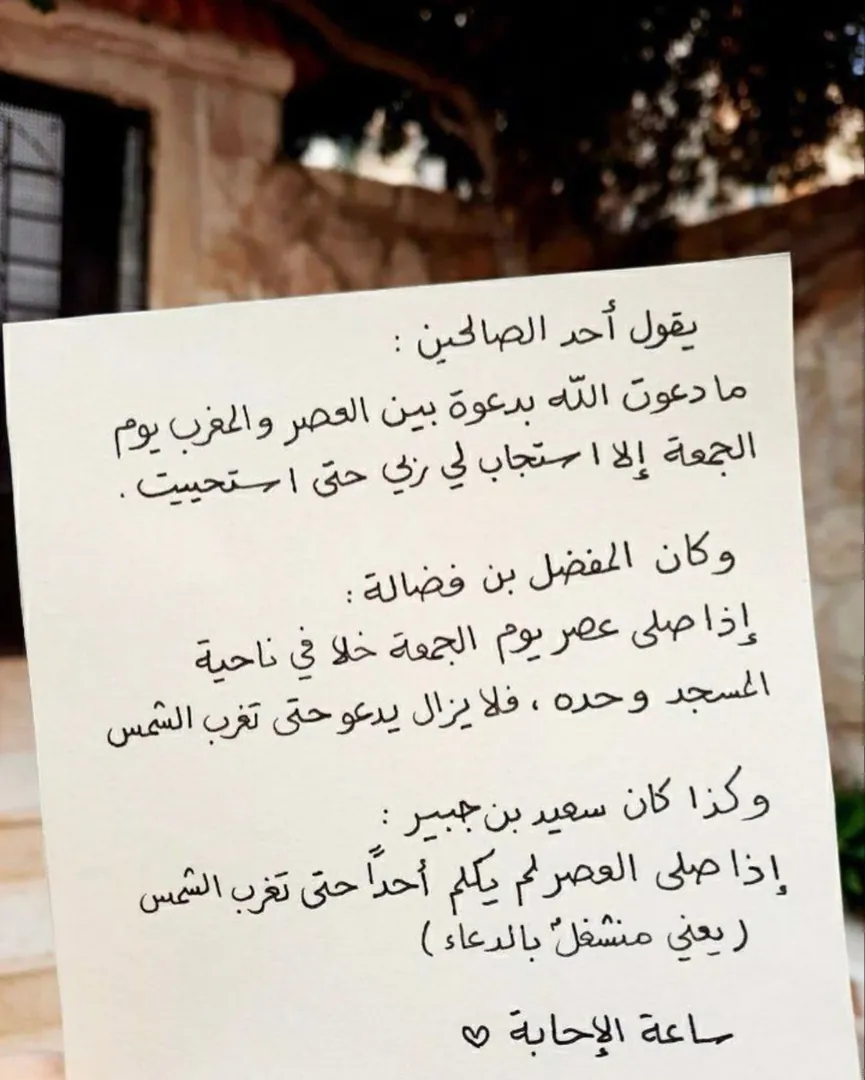 يقول أحد الصالحين :
ما دعوت اللّه بدعوة بين العصر والمغرب يوم
الجمعة إلا استجاب لي ربي حتى استحييت .
وكان المفضل بن فضالة :
إذا صلى عصر يوم الجمعة خلا في ناحية
المسجد وحده ، فلا يزال يدعو حتى تغرب الشمس
وكذا كان سعيد بن جبير :
إذا صلى العصر لم يكلم أحداً حتى تغرب الشمس
( يعني منشغلٌ بالدعاء )
ساعة الإحابة ♡